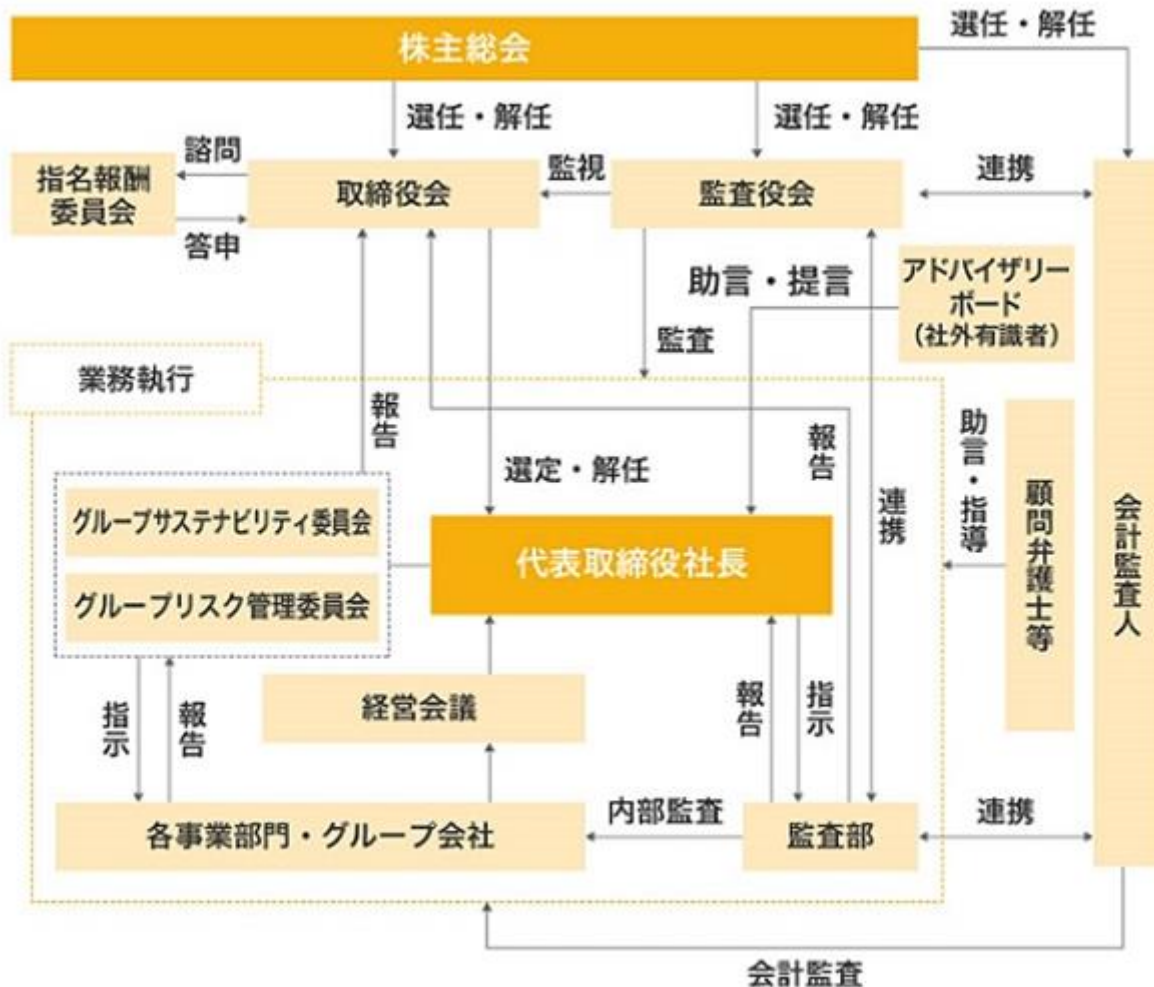 株主総会
選任・解任
選任・解任
選任・解任
諮問
指名報酬
委員会
答申
取締役会
監視
監査役会
連携
助言・提言
アドバイザリー
ボード
（社外有識者）
監査
業務執行
報告
選定・解任
報告
連携
助言・指導
顧問弁護士等
会計監査人
グループサステナビリティ委員会
グループリスク管理委員会
代表取締役社長
経営会議
指示
報告
報告
指示
各事業部門・グループ会社
内部監査
監査部
連携
会計監査